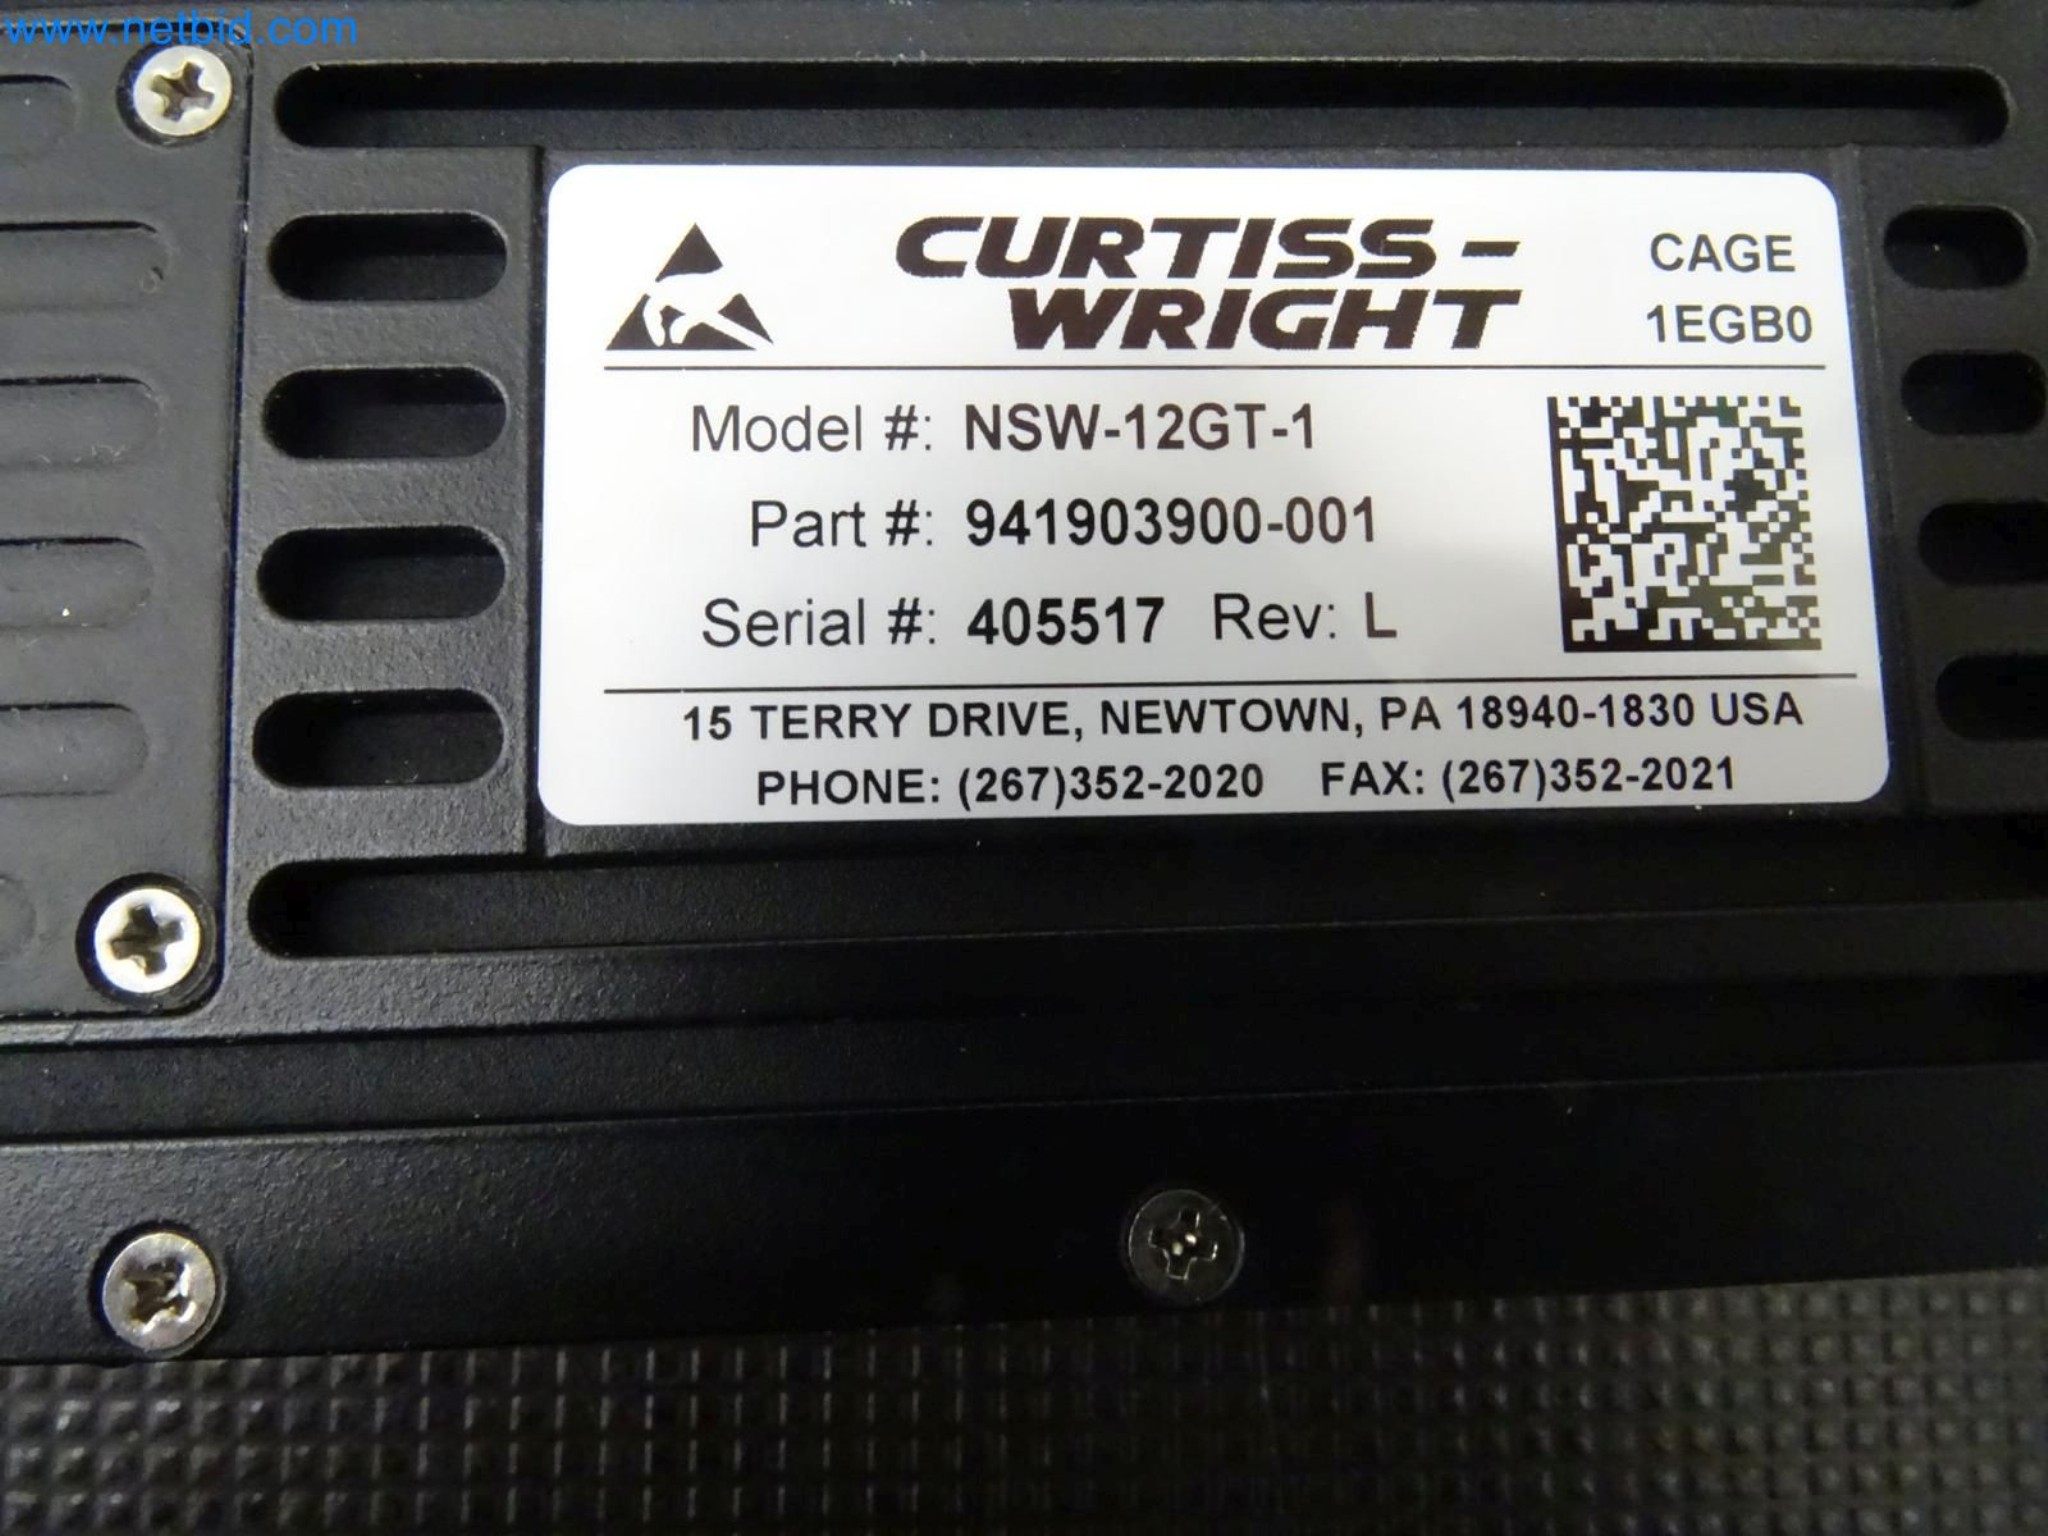 www.netbid.com
CURTISS-
WRIGHT
CAGE
1EGB0
Model #: NSW-12GT-1
Part #: 941903900-001
Serial #: 405517 Rev: L
15 TERRY DRIVE, NEWTOWN, PA 18940-1830 USA
PHONE: (267)352-2020 FAX: (267)352-2021